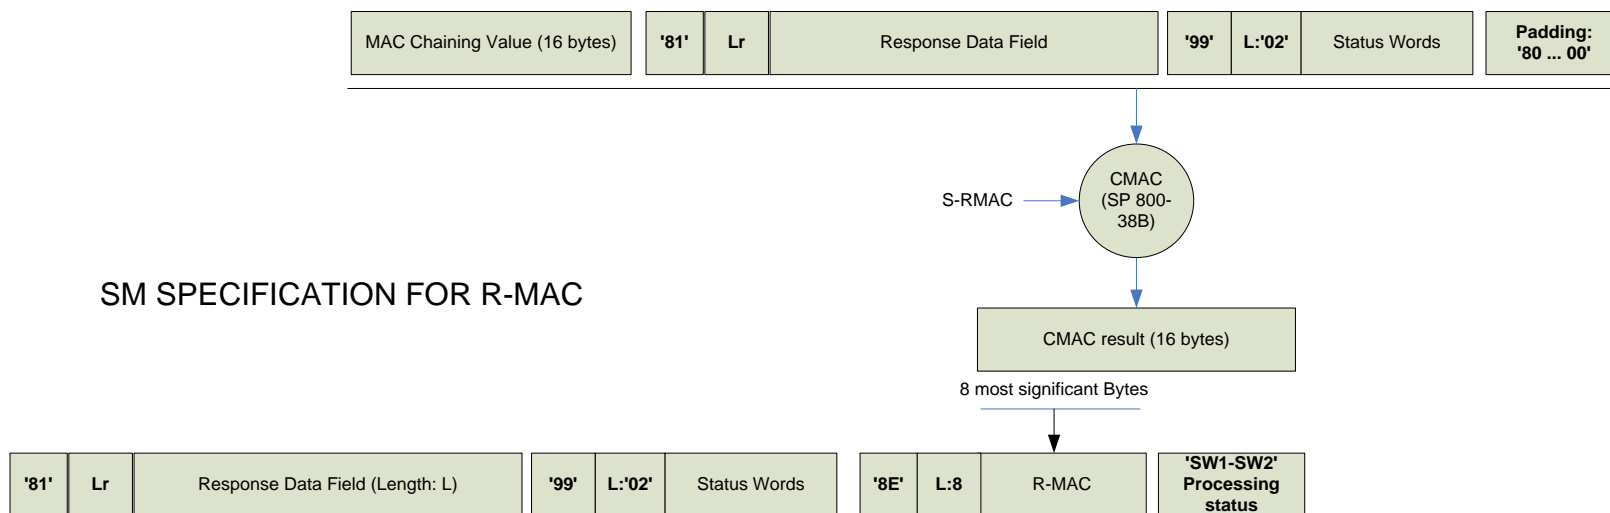 MAC Chaining Value (16 bytes) '81' Lr Response Data Field '99' L:'02' Status Words Padding:
'80 ... 00'
CMAC
(SP 800-
38B)
S-RMAC
SM SPECIFICATION FOR R-MAC
CMAC result (16 bytes)
8 most significant Bytes
'81' Lr Response Data Field (Length: L) '99' L:'02' Status Words '8E' L:8 R-MAC 'SW1-SW2'
Processing
status